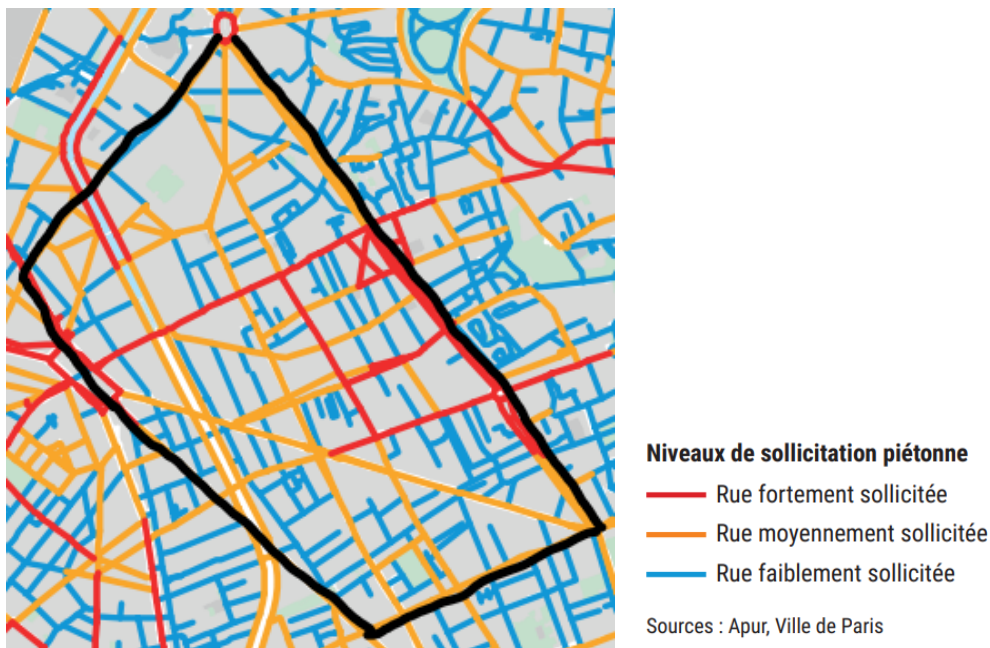 Niveaux de sollicitation piétonne
Rue fortement sollicitée
Rue moyennement sollicitée
Rue faiblement sollicitée
Sources : Apur, Ville de Paris